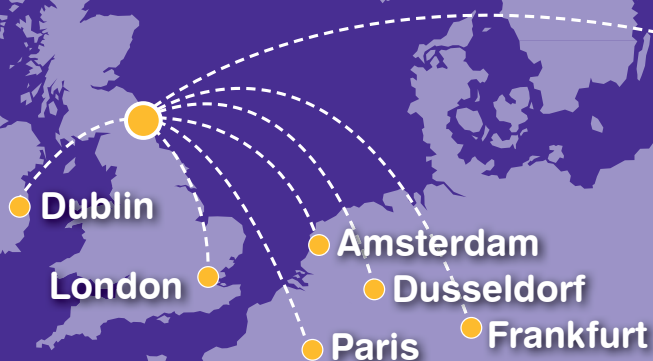 Dublin
Amsterdam
London
Dusseldorf
Frankfurt
Paris